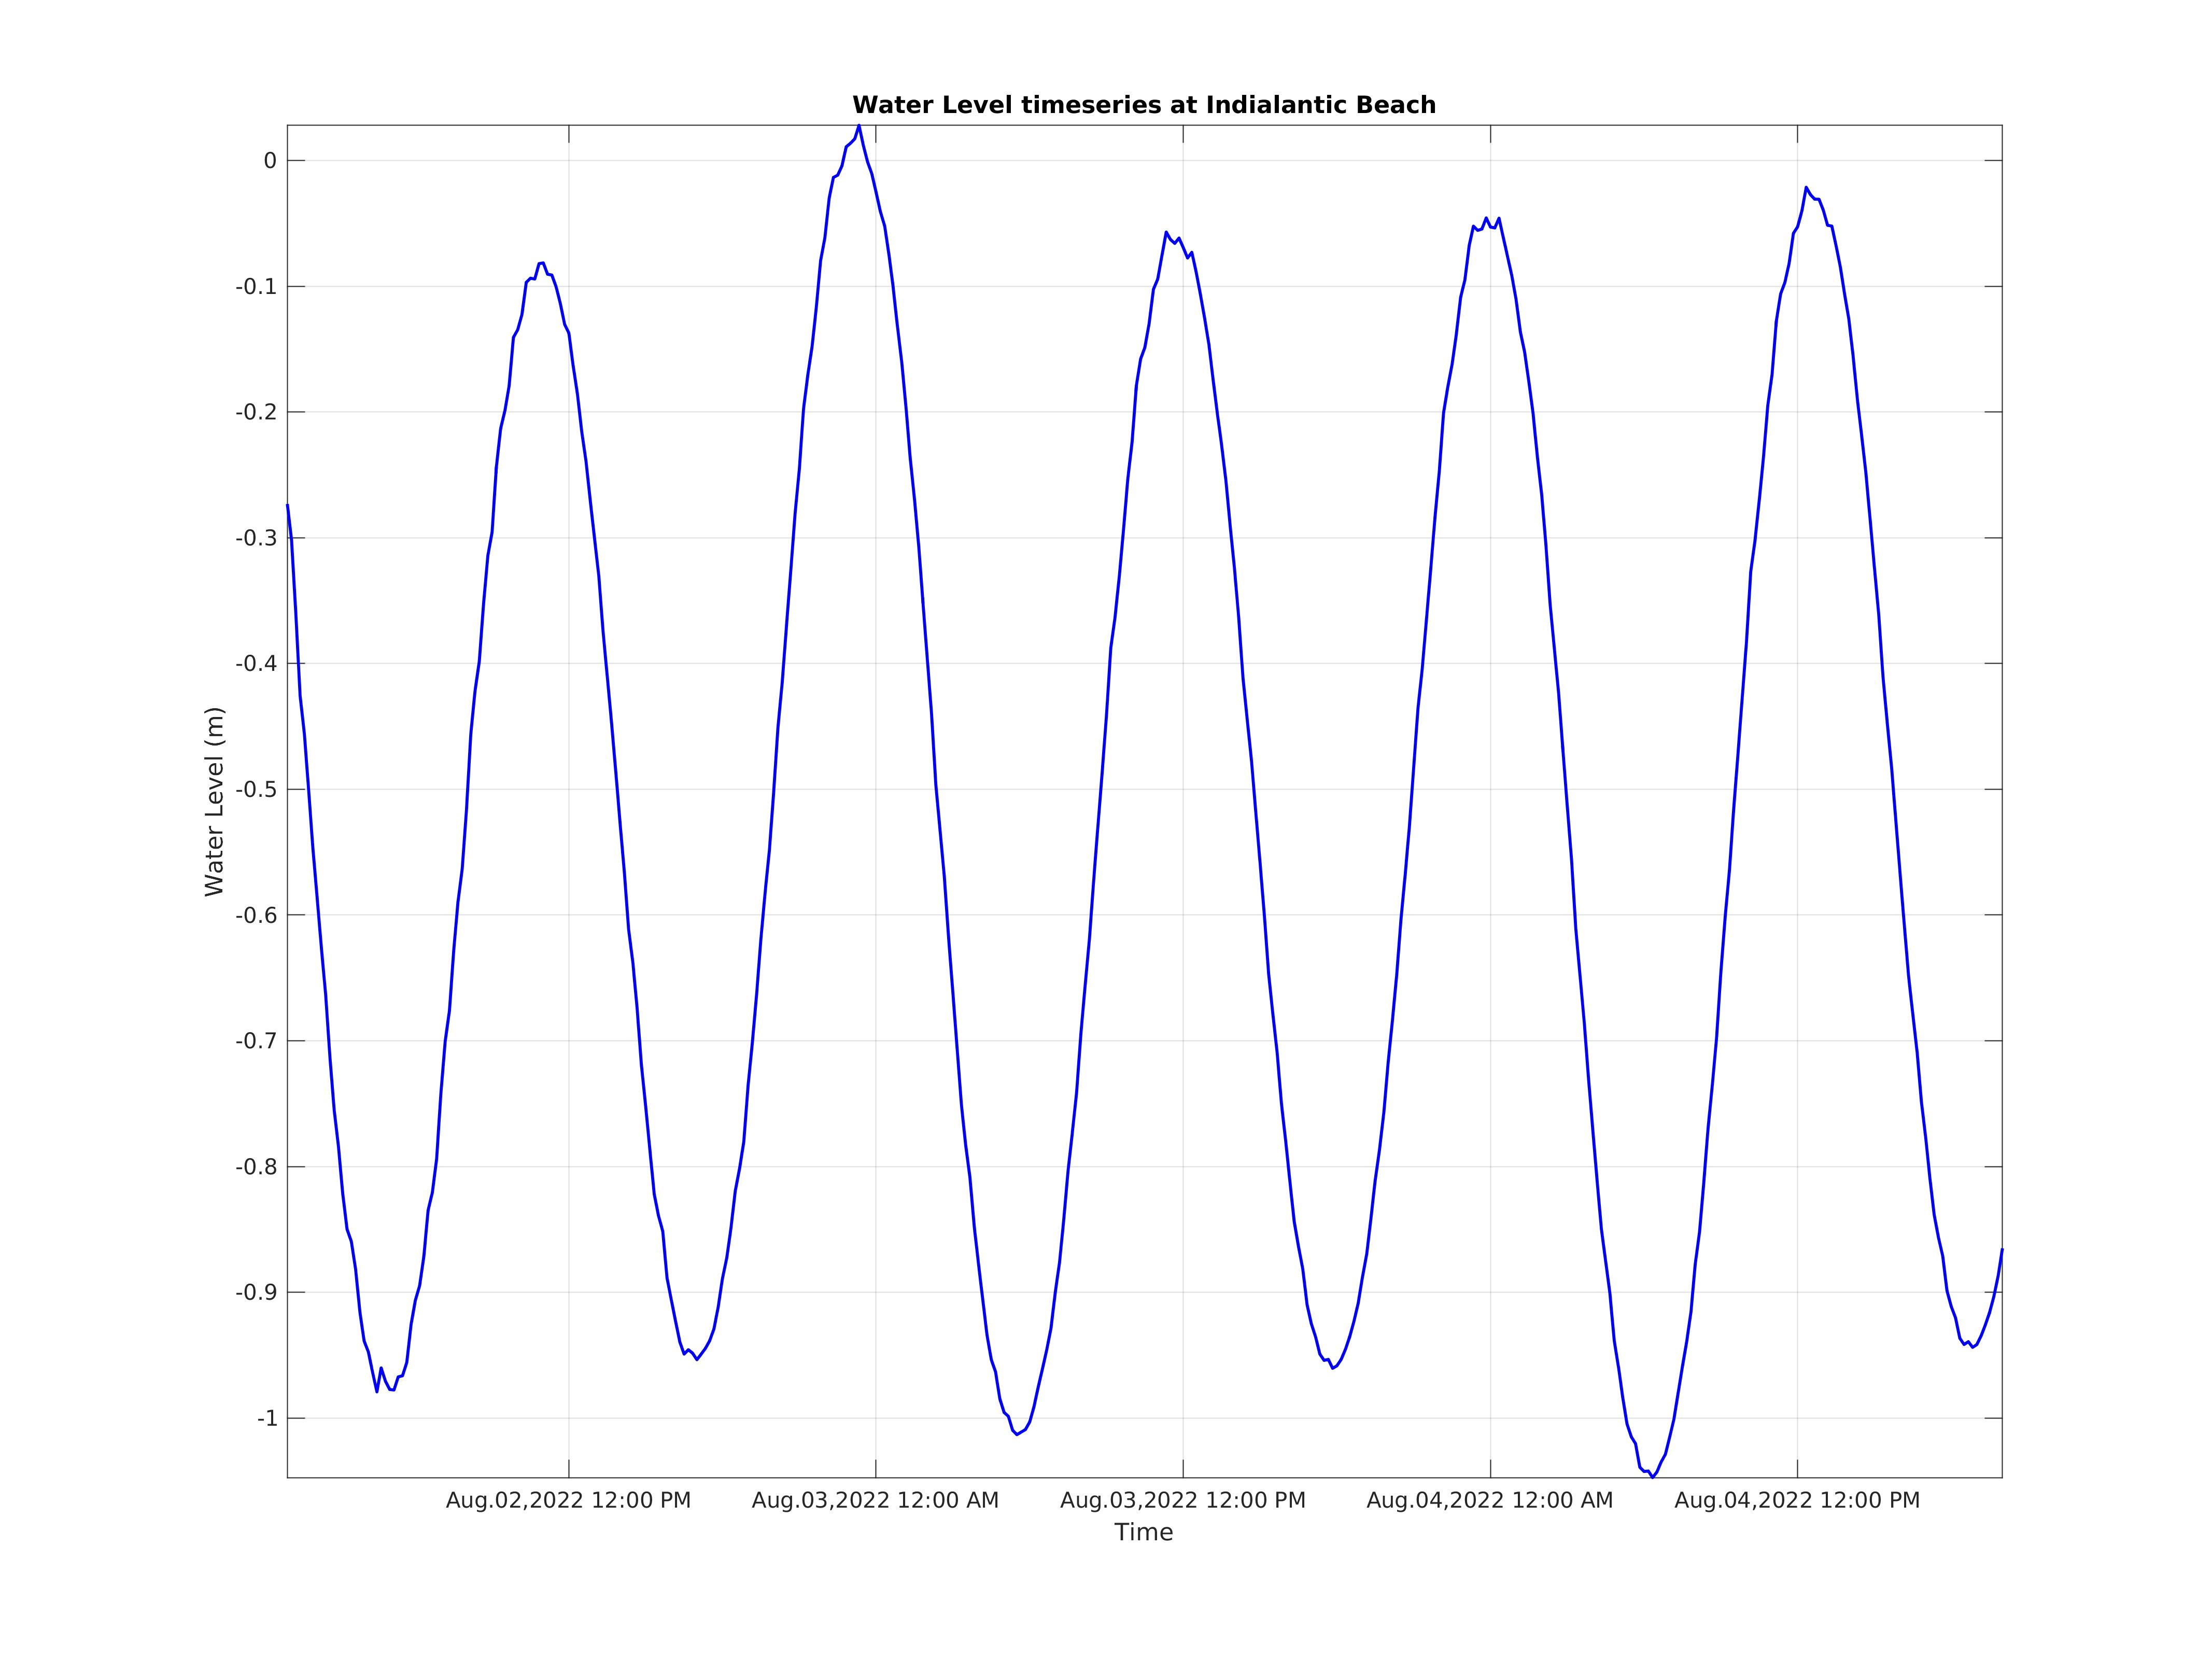 Water Level timeseries at Indialantic Beach
0
-0.1
-0.2
-0.3
-0.4
-0.5
-0.6
-0.7
-0.8
-0.9
-1
Water Level (m)
Aug.02,2022 12:00 PM
Aug.03,2022 12:00 AM
Aug.03,2022 12:00 PM
Aug.04,2022 12:00 AM
Aug.04,2022 12:00 PM
Time